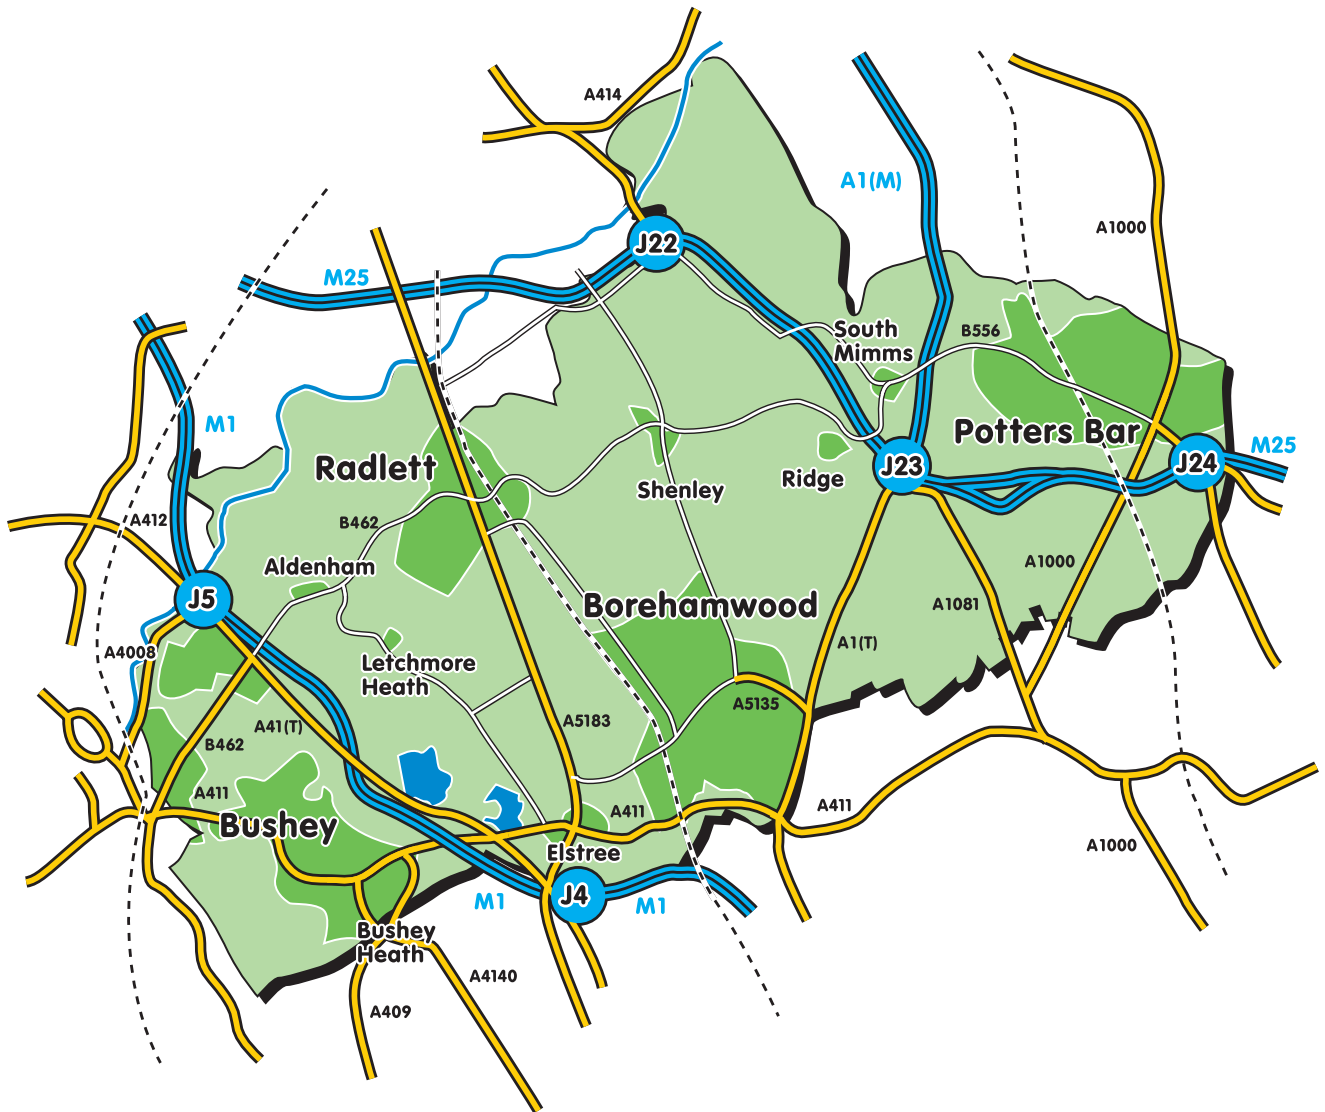 A414
A1(M)
A1000
J22
M25
South
Mimms
B556
M1
Potters Bar
M25
Radlett
J23
J24
Ridge
Shenley
A412
B462
Aldenham
A1000
J5
Borehamwood
A1081
A1(T)
A4008
Letchmore
Heath
A5135
A5183
A41(T)
B462
A411
A411
A411
Bushey
A1000
Elstree
J4
M1
M1
Bushey
Heath
A4140
A409